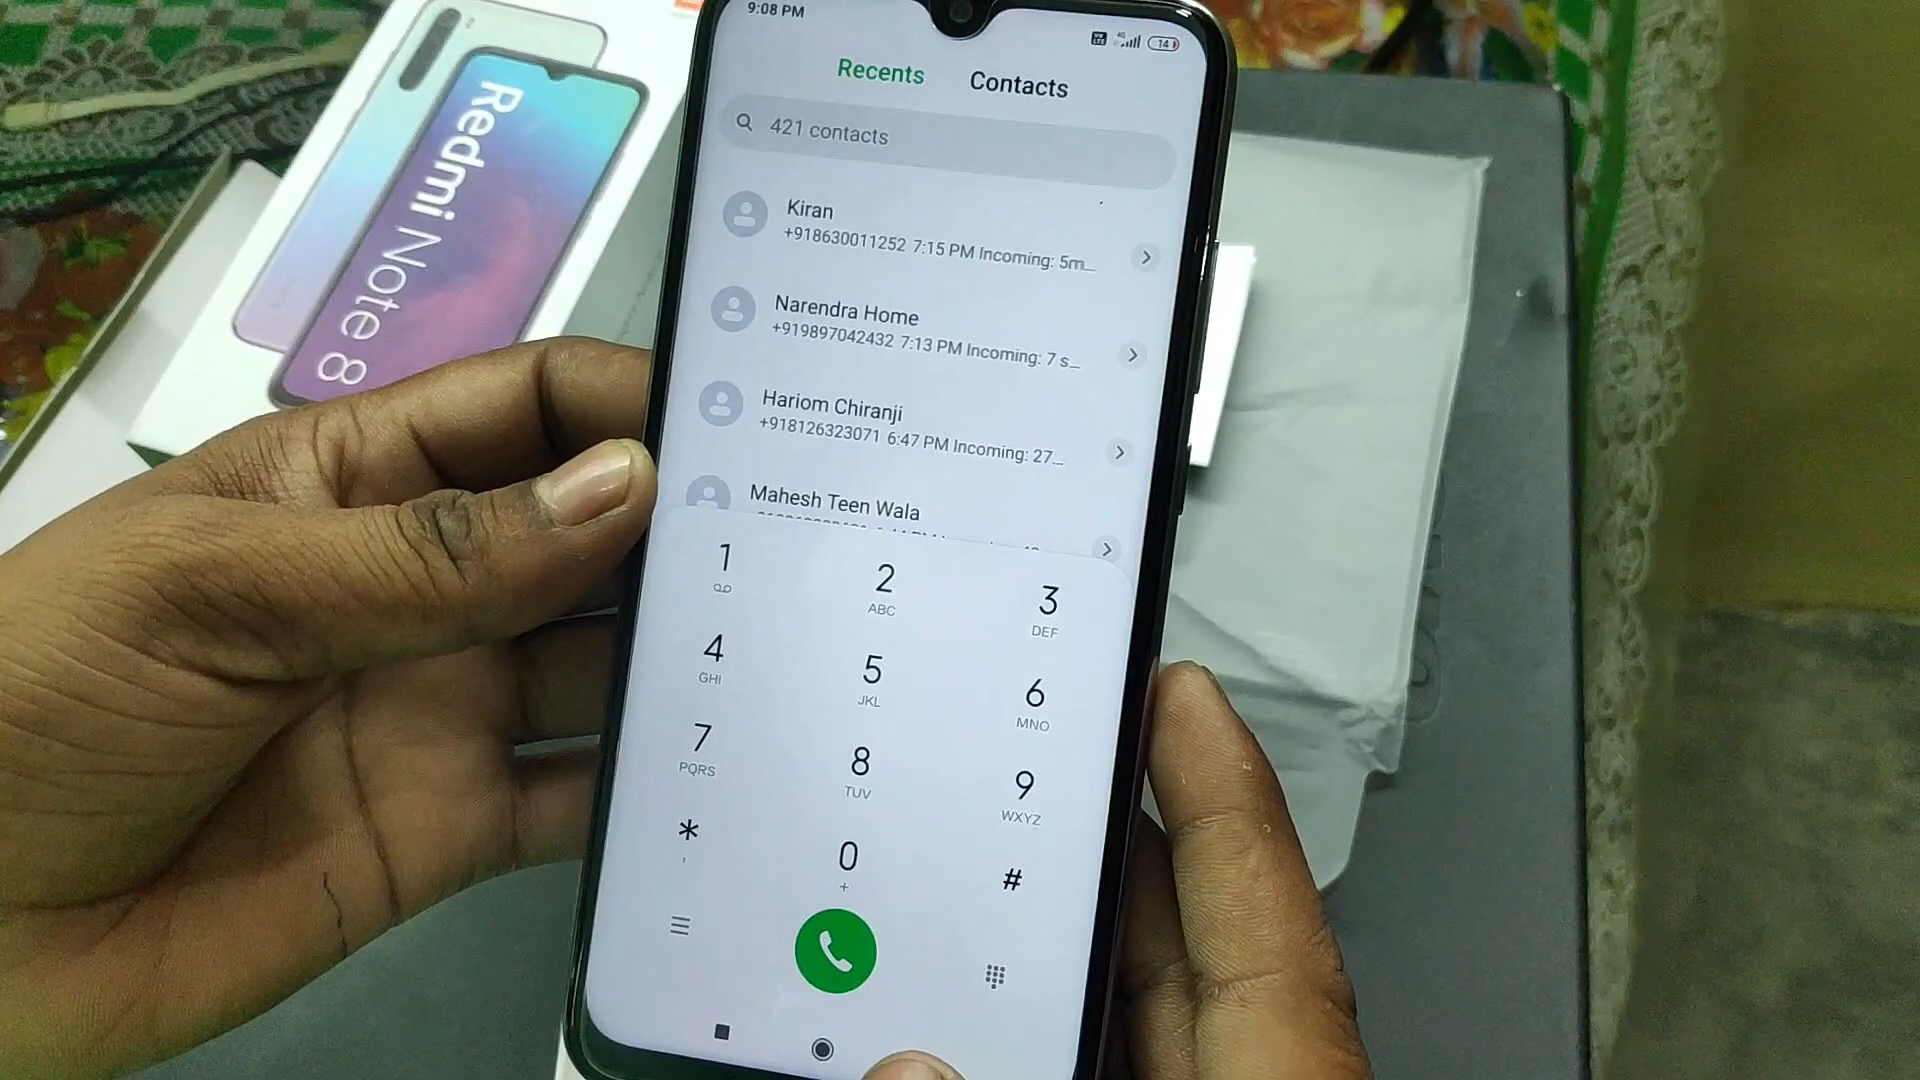 9:08 PM
4G
14
Recents Contacts
421 contacts
Kiran
+918630011252 7:15 PM Incoming: 5m...
Narendra Home
+919897042432 7:13 PM Incoming: 7 s...
Hariom Chiranji
+918126323071 6:47 PM Incoming: 27...
Mahesh Teen Wala
1 2 3
ABC DEF
4 5 6
GHI JKL MNO
7 8 9
PQRS TUV WXYZ
* 0 #
, +
Redmi Note 8